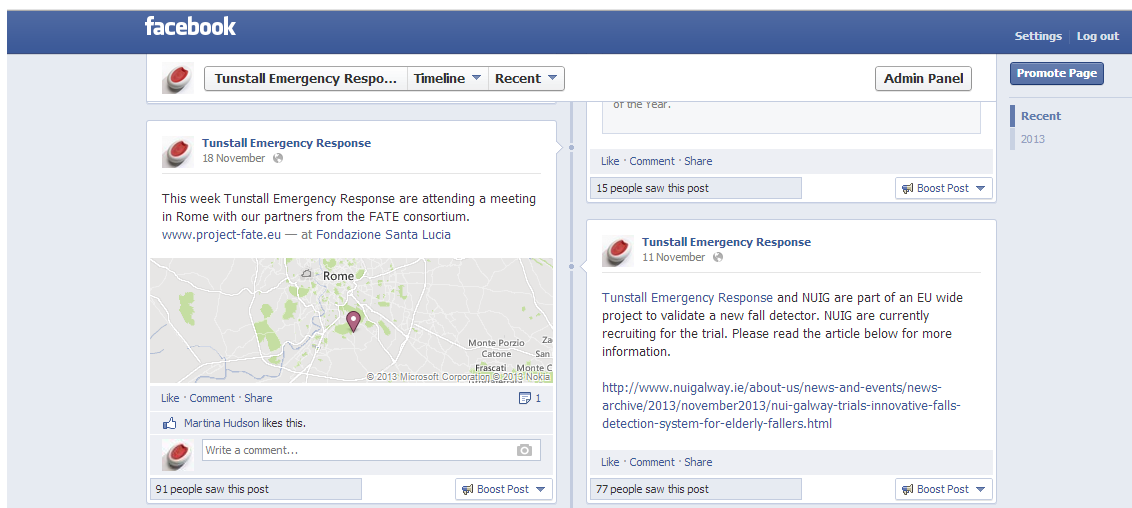 facebook
Settings
Log out
Tunstall Emergency Respo...
Timeline
Recent
Admin Panel
Promote Page
Recent
2013
Tunstall Emergency Response
18 November
This week Tunstall Emergency Response are attending a meeting
in Rome with our partners from the FATE consortium.
www.project-fate.eu — at Fondazione Santa Lucia
Rome
Monte Porzio
Catone
Za
San
Frascati
Monte C
© 2013 Microsoft Corporation © 2013 Nokia
Like · Comment · Share
1
Martina Hudson likes this.
Write a comment...
91 people saw this post
Boost Post
of the Year.
Like · Comment · Share
15 people saw this post
Boost Post
Tunstall Emergency Response
11 November
Tunstall Emergency Response and NUIG are part of an EU wide
project to validate a new fall detector. NUIG are currently
recruiting for the trial. Please read the article below for more
information.
http://www.nuigalway.ie/about-us/news-and-events/news-
archive/2013/november2013/nui-galway-trials-innovative-falls-
detection-system-for-elderly-fallers.html
Like · Comment · Share
77 people saw this post
Boost Post